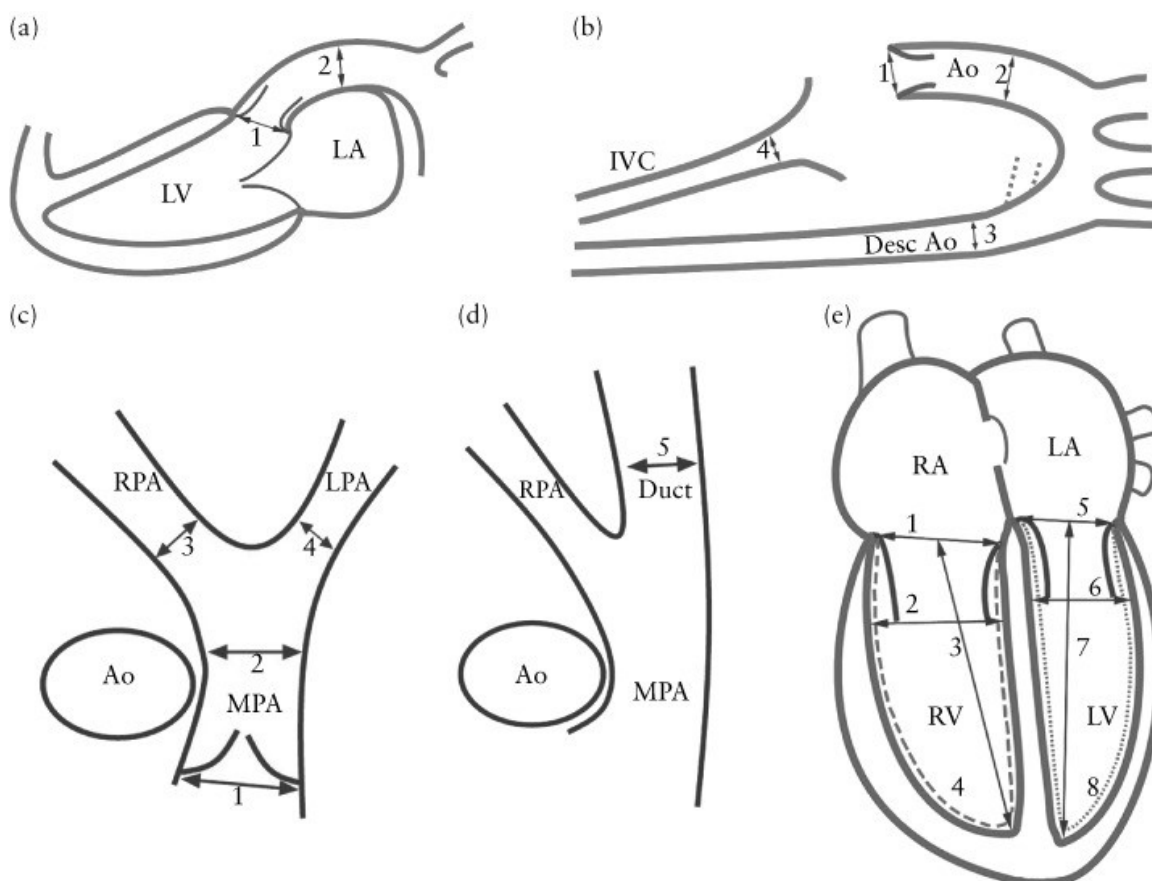 (a)
2
1
LA
LV
(b)
1
Ao
2
4
IVC
Desc Ao
3
(c)
RPA
LPA
3
4
2
Ao
MPA
1
(d)
5
RPA
Duct
Ao
MPA
(e)
RA
LA
1
5
2
6
3
7
RV
LV
4
8